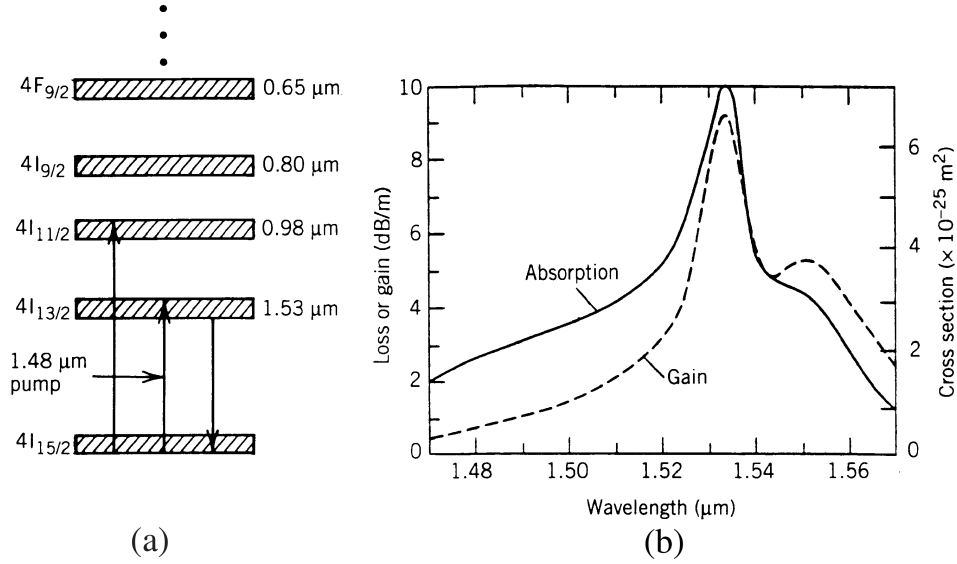 4F9/2 0.65 μm
4I9/2 0.80 μm
4I11/2 0.98 μm
4I13/2 1.53 μm
1.48 μm
pump
4I15/2
(a)
10
8
6
4
2
0
Loss or gain (dB/m)
Absorption
Gain
6
4
2
0
Cross section (× 10−25 m2)
1.48 1.50 1.52 1.54 1.56
Wavelength (μm)
(b)